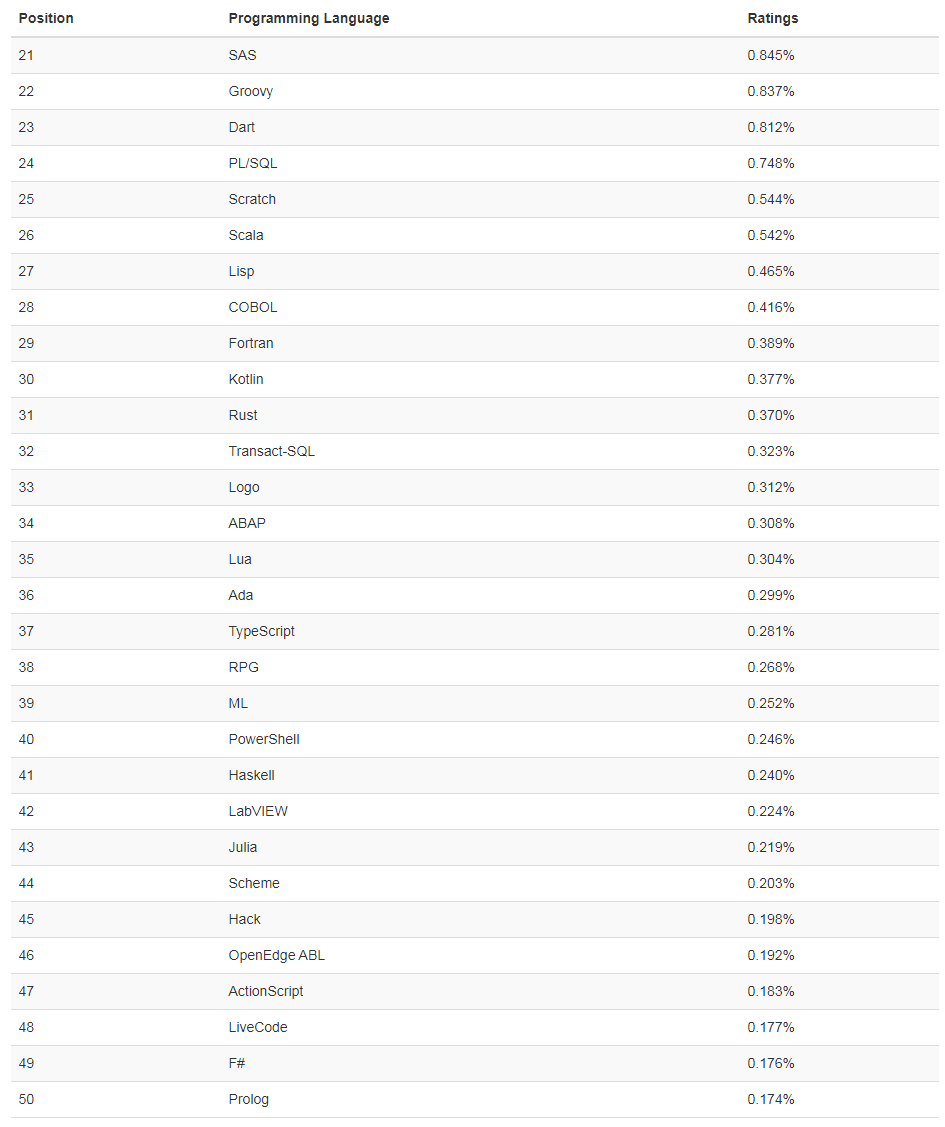 Position Programming Language Ratings
21 SAS 0.845%
22 Groovy 0.837%
23 Dart 0.812%
24 PL/SQL 0.748%
25 Scratch 0.544%
26 Scala 0.542%
27 Lisp 0.465%
28 COBOL 0.416%
29 Fortran 0.389%
30 Kotlin 0.377%
31 Rust 0.370%
32 Transact-SQL 0.323%
33 Logo 0.312%
34 ABAP 0.308%
35 Lua 0.304%
36 Ada 0.299%
37 TypeScript 0.281%
38 RPG 0.268%
39 ML 0.252%
40 PowerShell 0.246%
41 Haskell 0.240%
42 LabVIEW 0.224%
43 Julia 0.219%
44 Scheme 0.203%
45 Hack 0.198%
46 OpenEdge ABL 0.192%
47 ActionScript 0.183%
48 LiveCode 0.177%
49 F# 0.176%
50 Prolog 0.174%